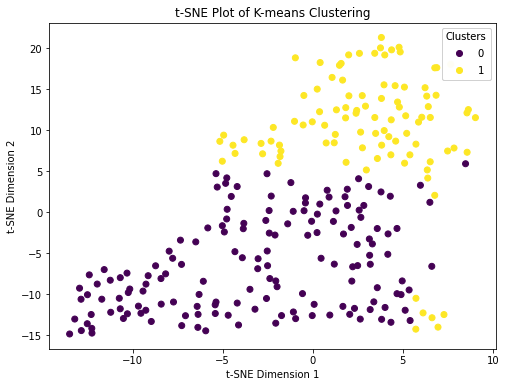 t-SNE Plot of K-means Clustering
Clusters
0
1
20
15
10
5
0
−5
−10
−15
t-SNE Dimension 2
−10 −5 0 5 10
t-SNE Dimension 1